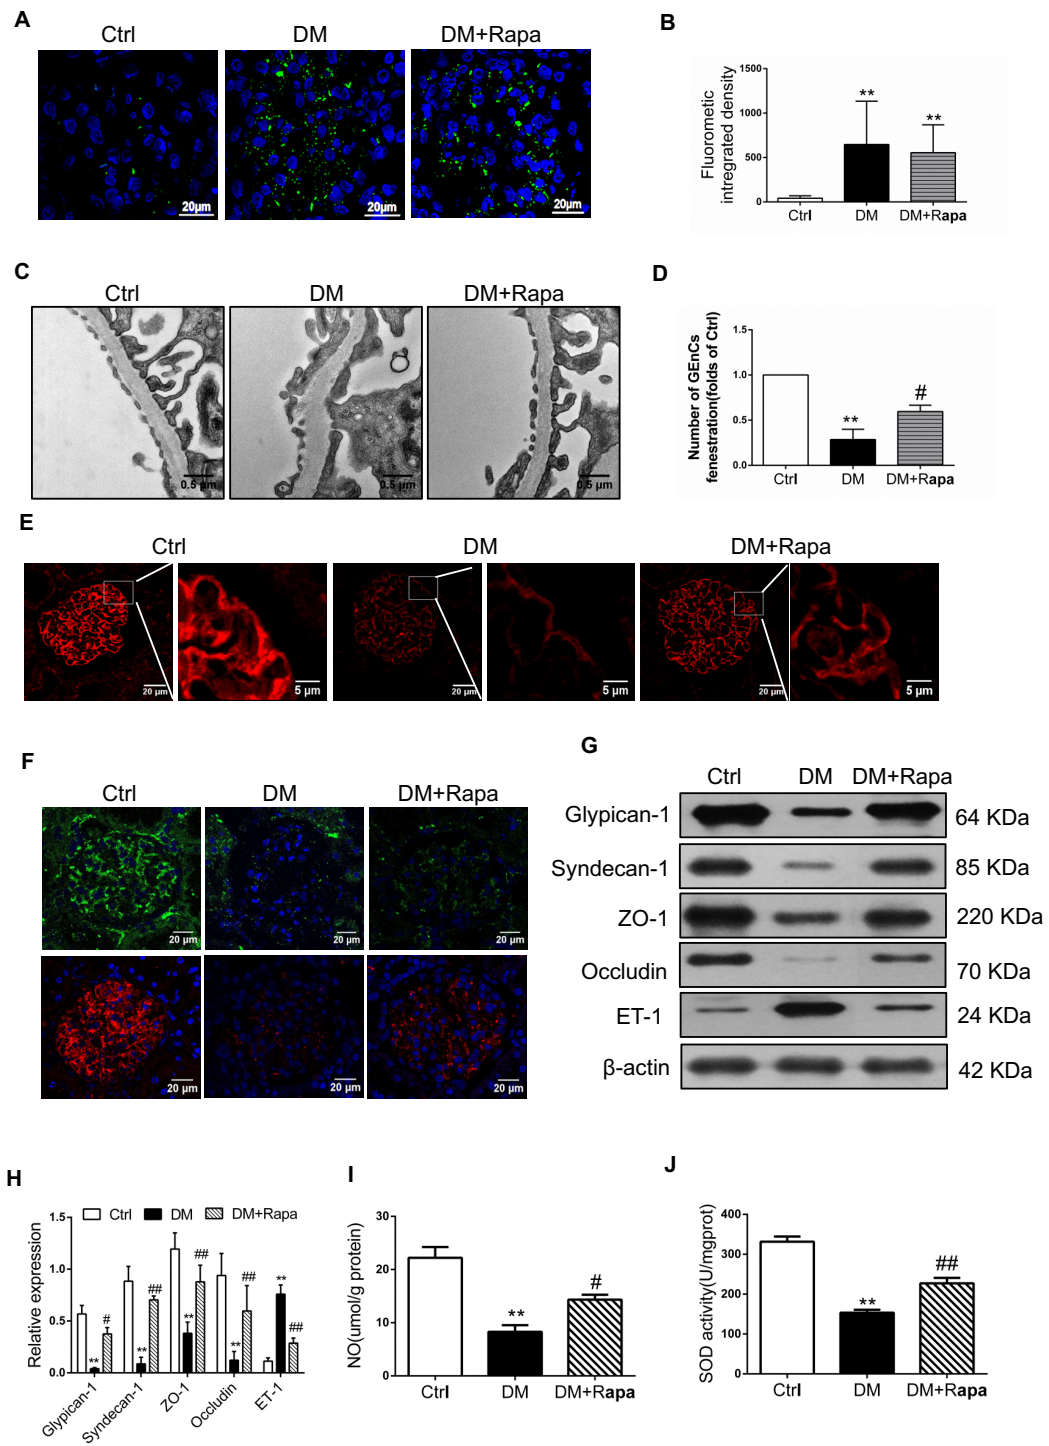 A
Ctrl
DM
DM+Rapa
20µm
20µm
20µm
B
Fluorometic
intregrated density
1500
1000
500
0
**
**
Ctrl
DM
DM+Rapa
C
Ctrl
DM
DM+Rapa
0.5 µm
0.5 µm
0.5 µm
D
Number of GEnCs
fenestration(folds of Ctrl)
1.5
1.0
0.5
0.0
**
#
Ctrl
DM
DM+Rapa
E
Ctrl
DM
DM+Rapa
20 µm
5 µm
20 µm
5 µm
20 µm
5 µm
F
Ctrl
DM
DM+Rapa
20 µm
20 µm
20 µm
20 µm
20 µm
20 µm
G
Ctrl
DM
DM+Rapa
Glypican-1
64 KDa
Syndecan-1
85 KDa
ZO-1
220 KDa
Occludin
70 KDa
ET-1
24 KDa
β-actin
42 KDa
H
Relative expression
1.5
1.0
0.5
0.0
Ctrl
DM
DM+Rapa
**
#
**
##
**
##
**
##
**
##
Glypican-1
Syndecan-1
ZO-1
Occludin
ET-1
I
NO(umol/g protein)
30
20
10
0
**
#
Ctrl
DM
DM+Rapa
J
SOD activity(U/mgprot)
400
300
200
100
0
**
##
Ctrl
DM
DM+Rapa